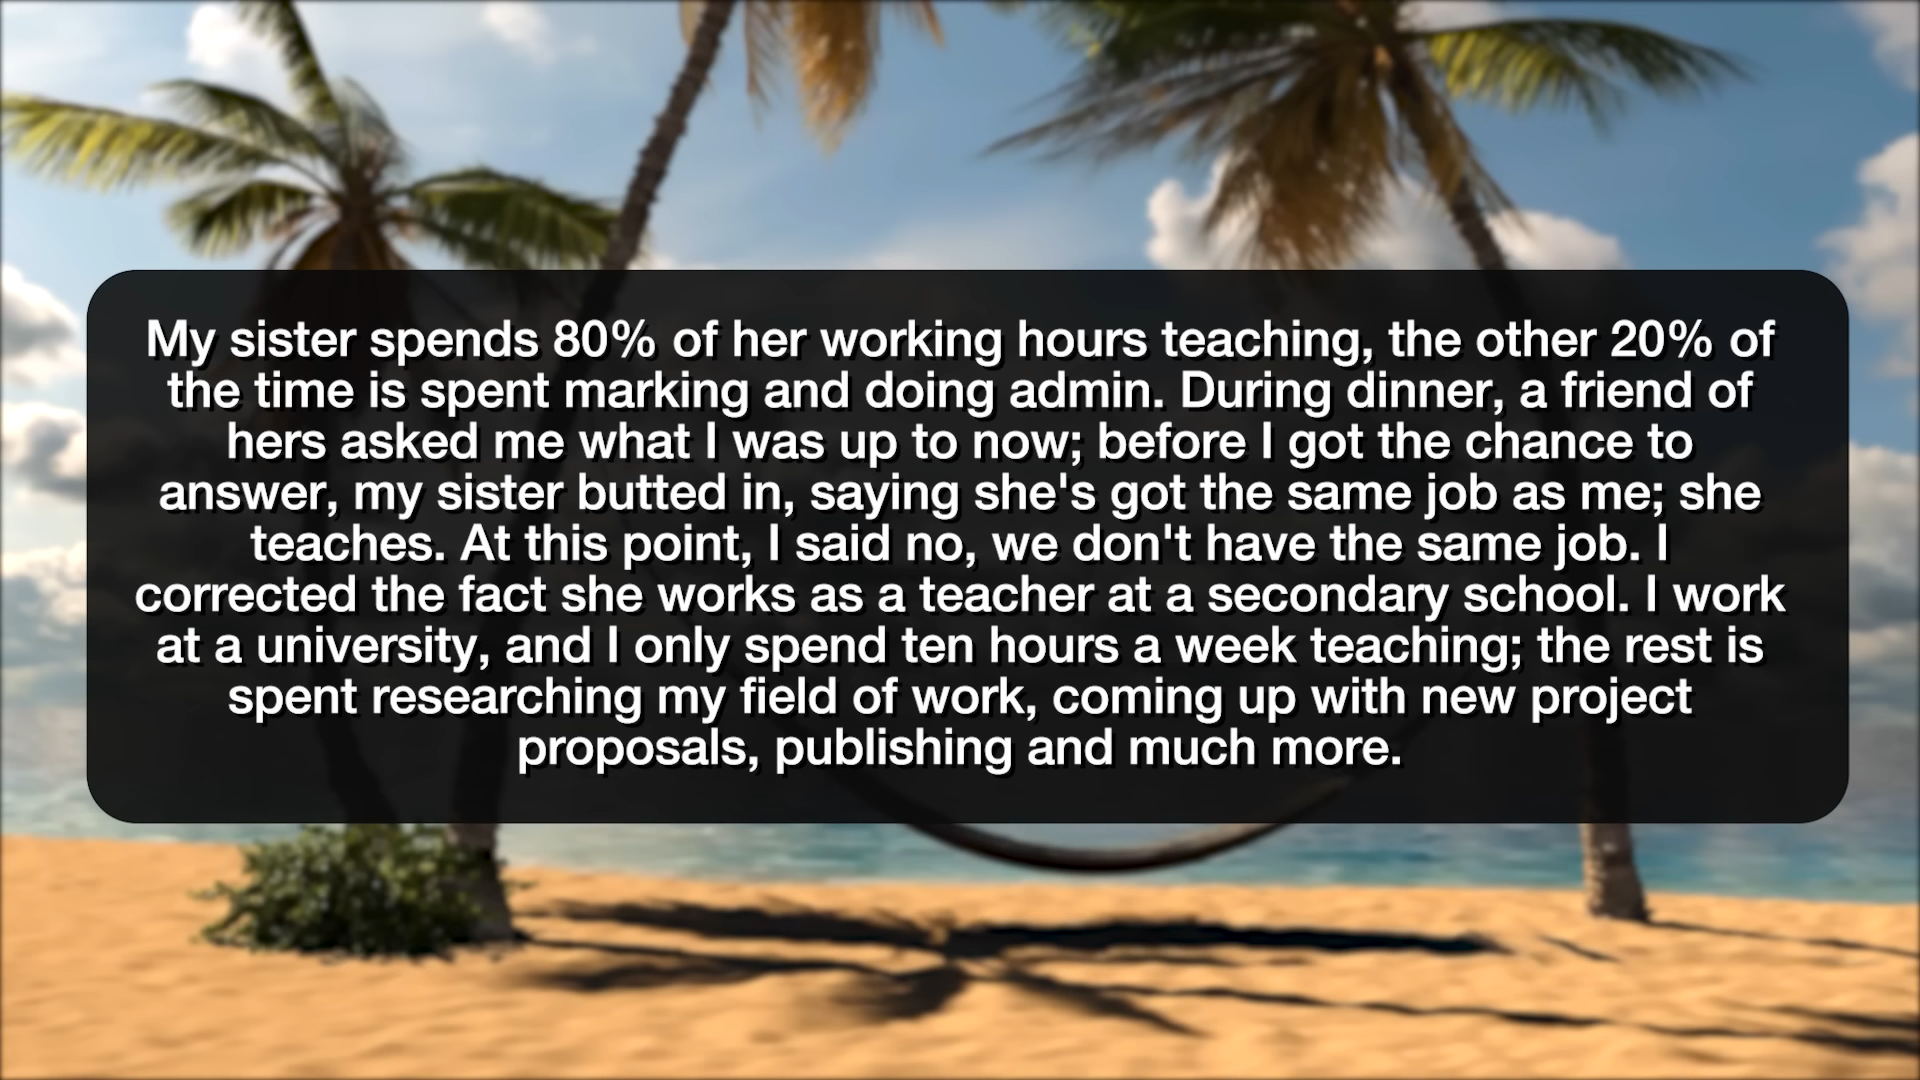 My sister spends 80% of her working hours teaching, the other 20% of
the time is spent marking and doing admin. During dinner, a friend of
hers asked me what I was up to now; before I got the chance to
answer, my sister butted in, saying she's got the same job as me; she
teaches. At this point, I said no, we don't have the same job. I
corrected the fact she works as a teacher at a secondary school. I work
at a university, and I only spend ten hours a week teaching; the rest is
spent researching my field of work, coming up with new project
proposals, publishing and much more.